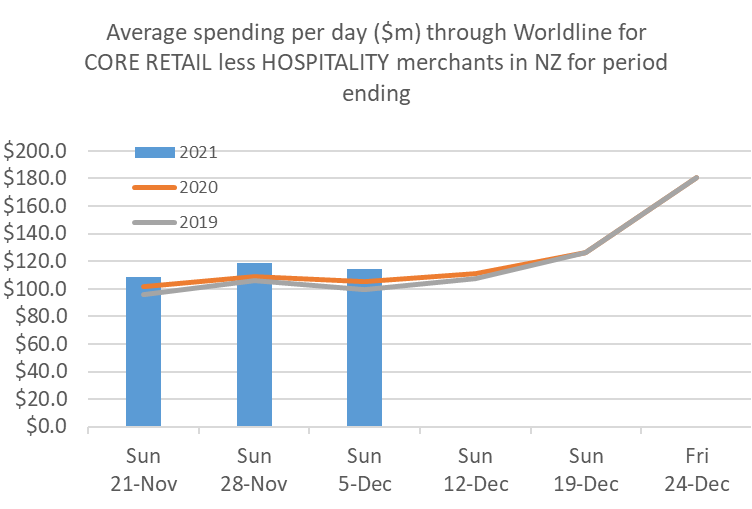 Average spending per day ($m) through Worldline for
CORE RETAIL less HOSPITALITY merchants in NZ for period
ending
$200.0
$180.0
$160.0
$140.0
$120.0
$100.0
$80.0
$60.0
$40.0
$20.0
$0.0
2021
2020
2019
Sun Sun Sun Sun Sun Fri
21-Nov 28-Nov 5-Dec 12-Dec 19-Dec 24-Dec